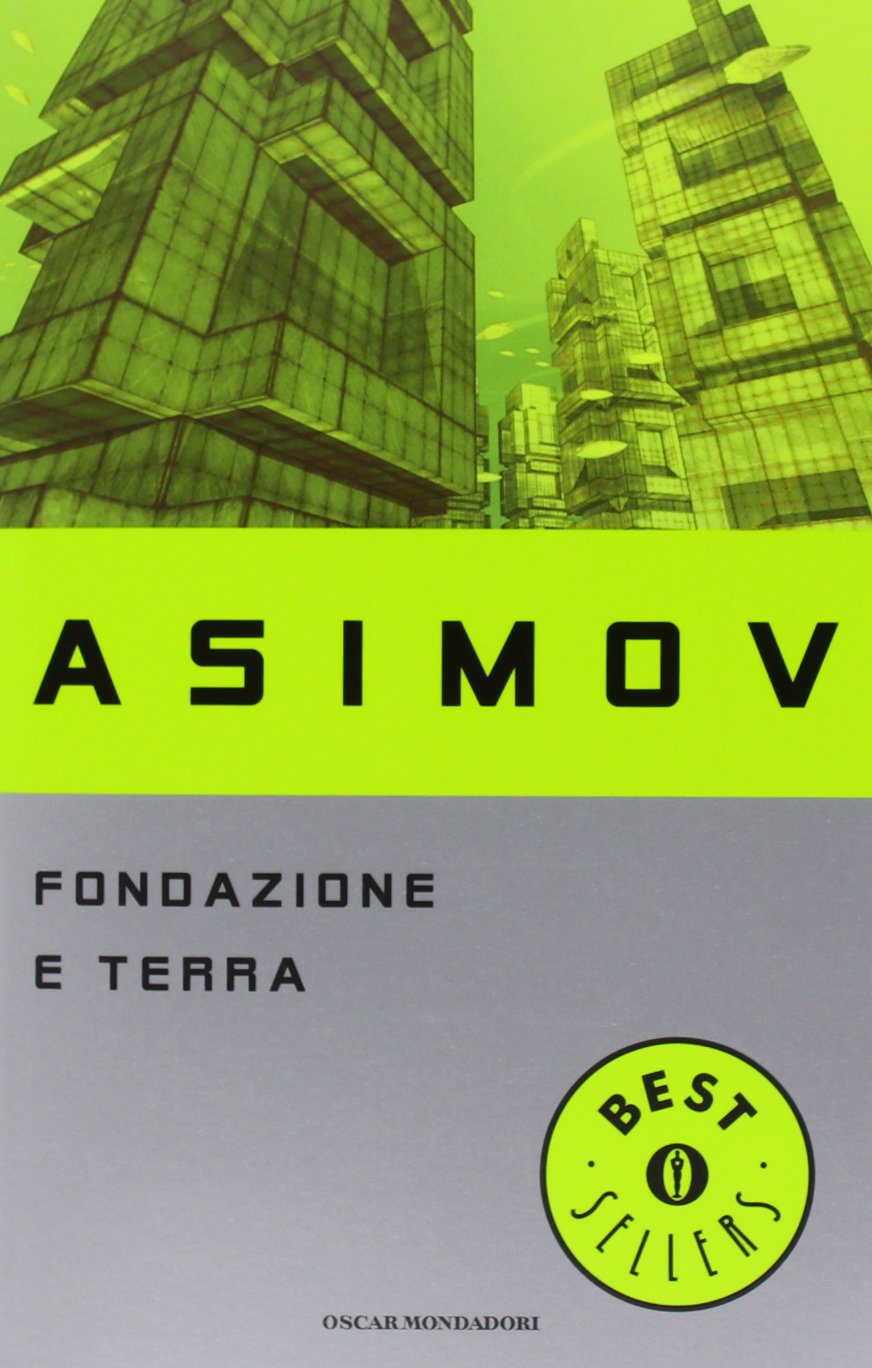 ASIMOV
FONDAZIONE
E TERRA
BEST
SELLERS
OSCAR MONDADORI